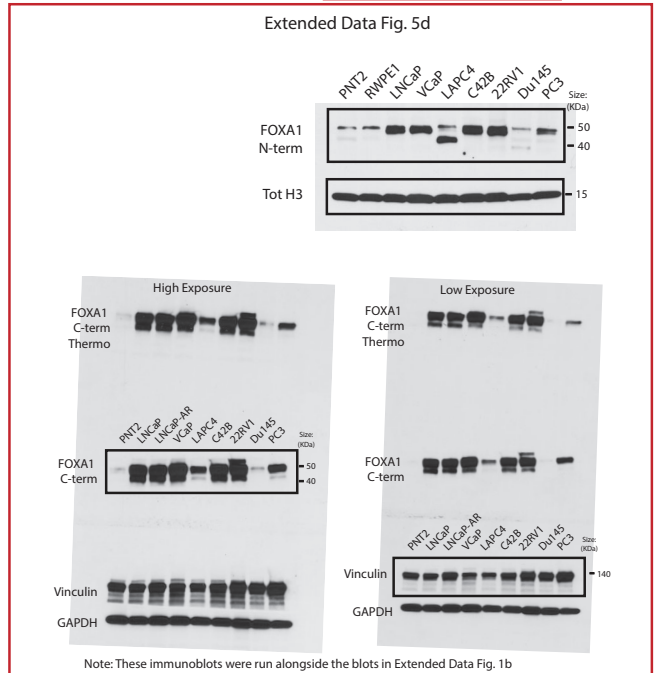 Extended Data Fig. 5d
PNT2 RWPE1 LNCaP VCaP LAPC4 C42B 22RV1 Du145 PC3
Size:
(KDa)
FOXA1
N-term
50
40
Tot H3
15
High Exposure
FOXA1
C-term
Thermo
PNT2 LNCaP LNCaP-AR VCaP LAPC4 C42B 22RV1 Du145 PC3
Size:
(KDa)
FOXA1
C-term
50
40
Vinculin
GAPDH
Low Exposure
FOXA1
C-term
Thermo
FOXA1
C-term
PNT2 LNCaP LNCaP-AR VCaP LAPC4 C42B 22RV1 Du145 PC3
Size:
(KDa)
Vinculin
140
GAPDH
Note: These immunoblots were run alongside the blots in Extended Data Fig. 1b